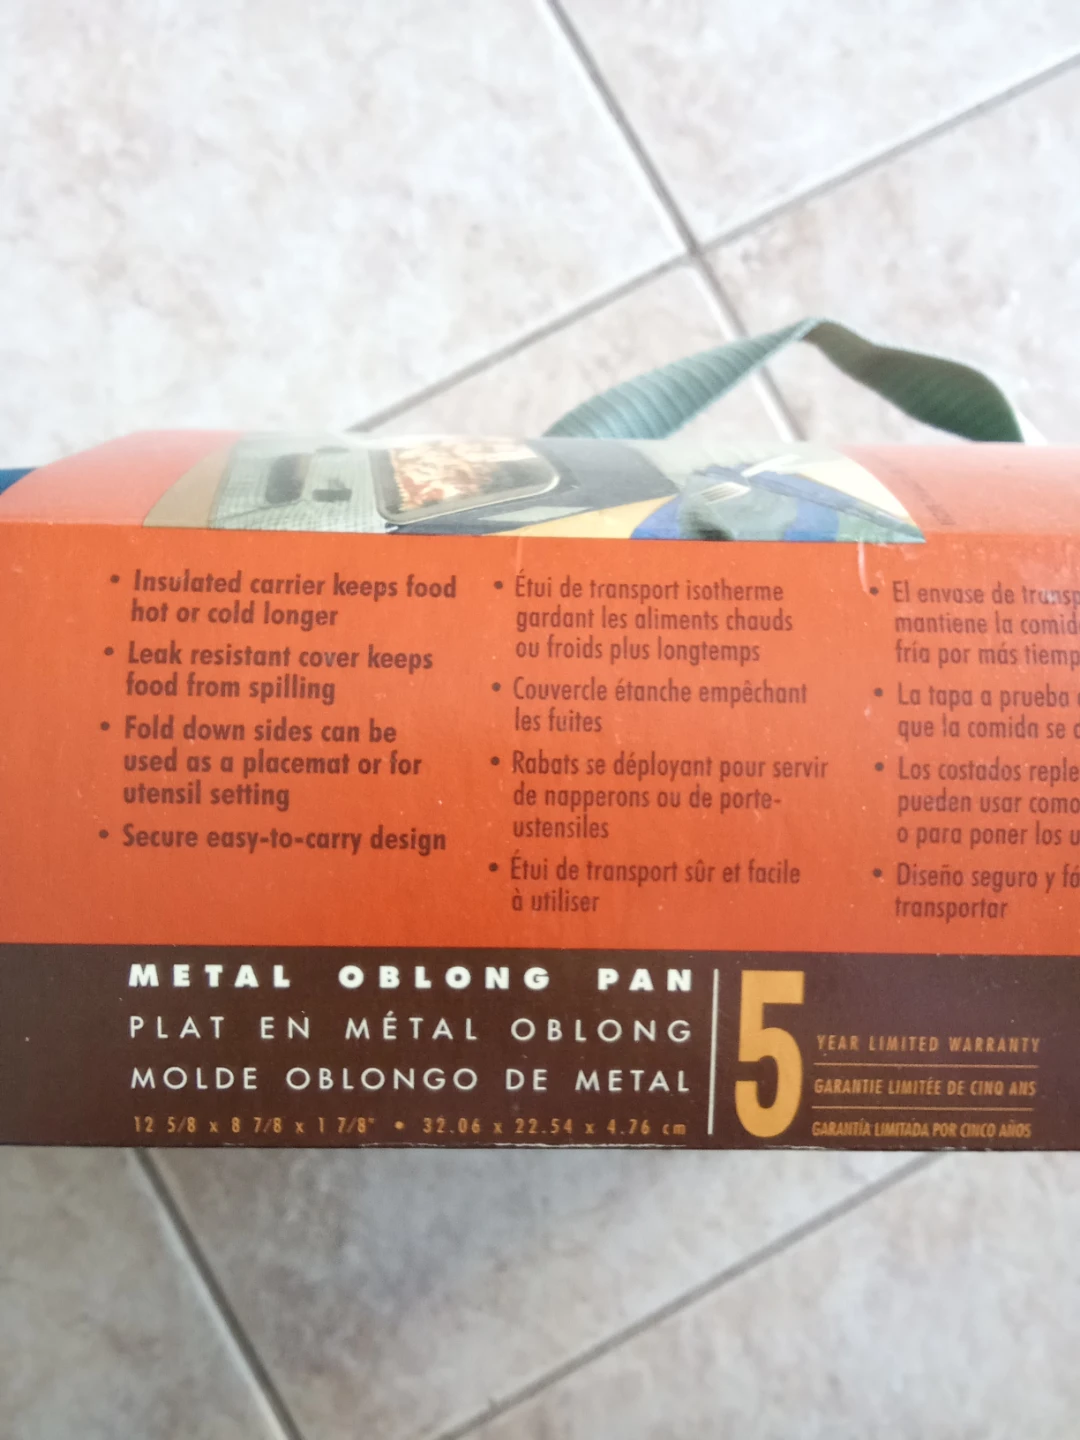 • Insulated carrier keeps food
hot or cold longer
• Leak resistant cover keeps
food from spilling
• Fold down sides can be
used as a placemat or for
utensil setting
• Secure easy-to-carry design
• Étui de transport isotherme
gardant les aliments chauds
ou froids plus longtemps
• Couvercle étanche empêchant
les fuites
• Rabats se déployant pour servir
de napperons ou de porte-
ustensiles
• Étui de transport sûr et facile
à utiliser
• El envase de transp
mantiene la comid
fría por más tiemp
• La tapa a prueba
que la comida se
• Los costados reple
pueden usar como
o para poner los u
• Diseño seguro y fá
transportar
METAL OBLONG PAN
PLAT EN MÉTAL OBLONG
MOLDE OBLONGO DE METAL
12 5/8 x 8 7/8 x 1 7/8" • 32.06 x 22.54 x 4.76 cm
5
YEAR LIMITED WARRANTY
GARANTIE LIMITÉE DE CINQ ANS
GARANTÍA LIMITADA POR CINCO AÑOS